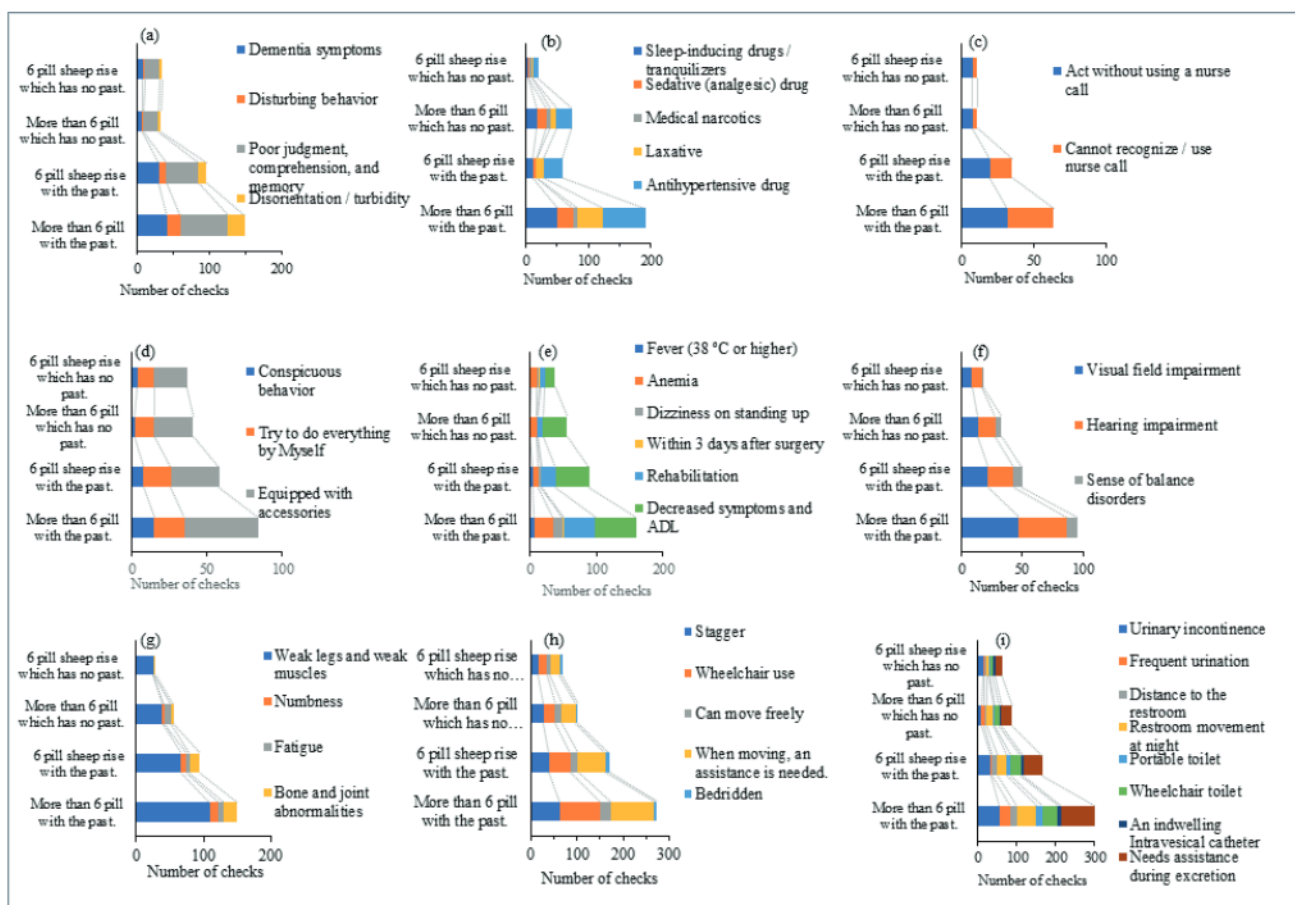 (a)
6 pill sheep rise
which has no past.
More than 6 pill
which has no past.
6 pill sheep rise
with the past.
More than 6 pill
with the past.
0
100
200
Number of checks
Dementia symptoms
Disturbing behavior
Poor judgment,
comprehension, and
memory
Disorientation / turbidity
(b)
6 pill sheep rise
which has no past.
More than 6 pill
which has no past.
6 pill sheep rise
with the past.
More than 6 pill
with the past.
0
100
200
Number of checks
Sleep-inducing drugs /
tranquilizers
Sedative (analgesic) drug
Medical narcotics
Laxative
Antihypertensive drug
(c)
6 pill sheep rise
which has no past.
More than 6 pill
which has no past.
6 pill sheep rise
with the past.
More than 6 pill
with the past.
0
50
100
Number of checks
Act without using a nurse
call
Cannot recognize / use
nurse call
(d)
6 pill sheep rise
which has no
past.
More than 6 pill
which has no
past.
6 pill sheep rise
with the past.
More than 6 pill
with the past.
0
50
100
Number of checks
Conspicuous
behavior
Try to do everything
by Myself
Equipped with
accessories
(e)
6 pill sheep rise
which has no past.
More than 6 pill
which has no past.
6 pill sheep rise
with the past.
More than 6 pill
with the past.
0
100
200
Number of checks
Fever (38 °C or higher)
Anemia
Dizziness on standing up
Within 3 days after surgery
Rehabilitation
Decreased symptoms and
ADL
(f)
6 pill sheep rise
which has no past.
More than 6 pill
which has no past.
6 pill sheep rise
with the past.
More than 6 pill
with the past.
0
50
100
Number of checks
Visual field impairment
Hearing impairment
Sense of balance
disorders
(g)
6 pill sheep rise
which has no past.
More than 6 pill
which has no past.
6 pill sheep rise
with the past.
More than 6 pill
with the past.
0
100
200
Number of checks
Weak legs and weak
muscles
Numbness
Fatigue
Bone and joint
abnormalities
(h)
6 pill sheep rise
which has no…
More than 6 pill
which has no…
6 pill sheep rise
with the past.
More than 6 pill
with the past.
0
100
200
300
Number of checks
Stagger
Wheelchair use
Can move freely
When moving, an
assistance is needed.
Bedridden
(i)
6 pill sheep rise
which has no
past.
More than 6 pill
which has no
past.
6 pill sheep rise
with the past.
More than 6 pill
with the past.
0
100
200
300
Number of checks
Urinary incontinence
Frequent urination
Distance to the
restroom
Restroom movement
at night
Portable toilet
Wheelchair toilet
An indwelling
Intravesical catheter
Needs assistance
during excretion